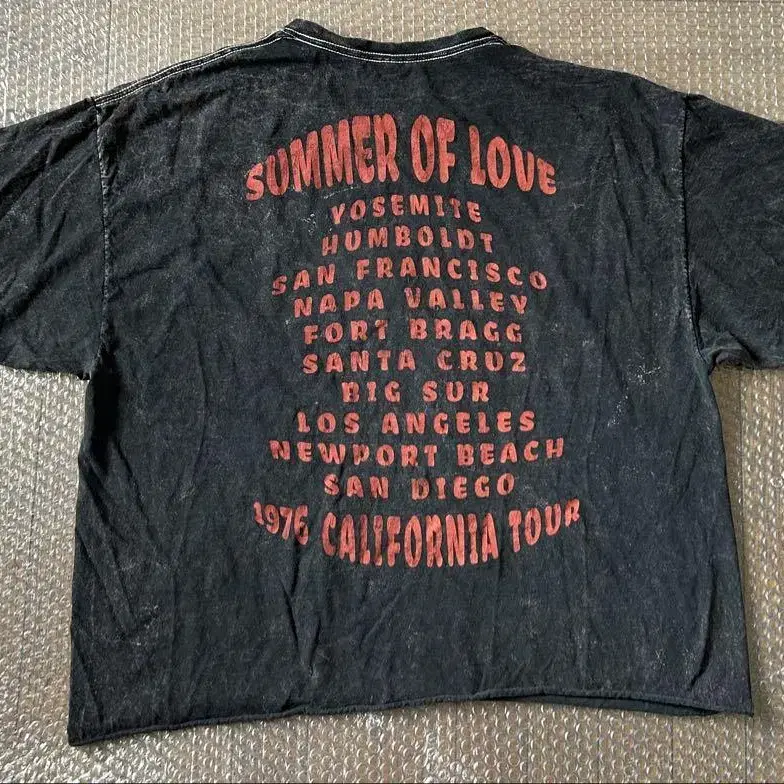 SUMMER OF LOVE
YOSEMITE
HUMBOLDT
SAN FRANCISCO
NAPA VALLEY
FORT BRAGG
SANTA CRUZ
BIG SUR
LOS ANGELES
NEWPORT BEACH
SAN DIEGO
1976 CALIFORNIA TOUR